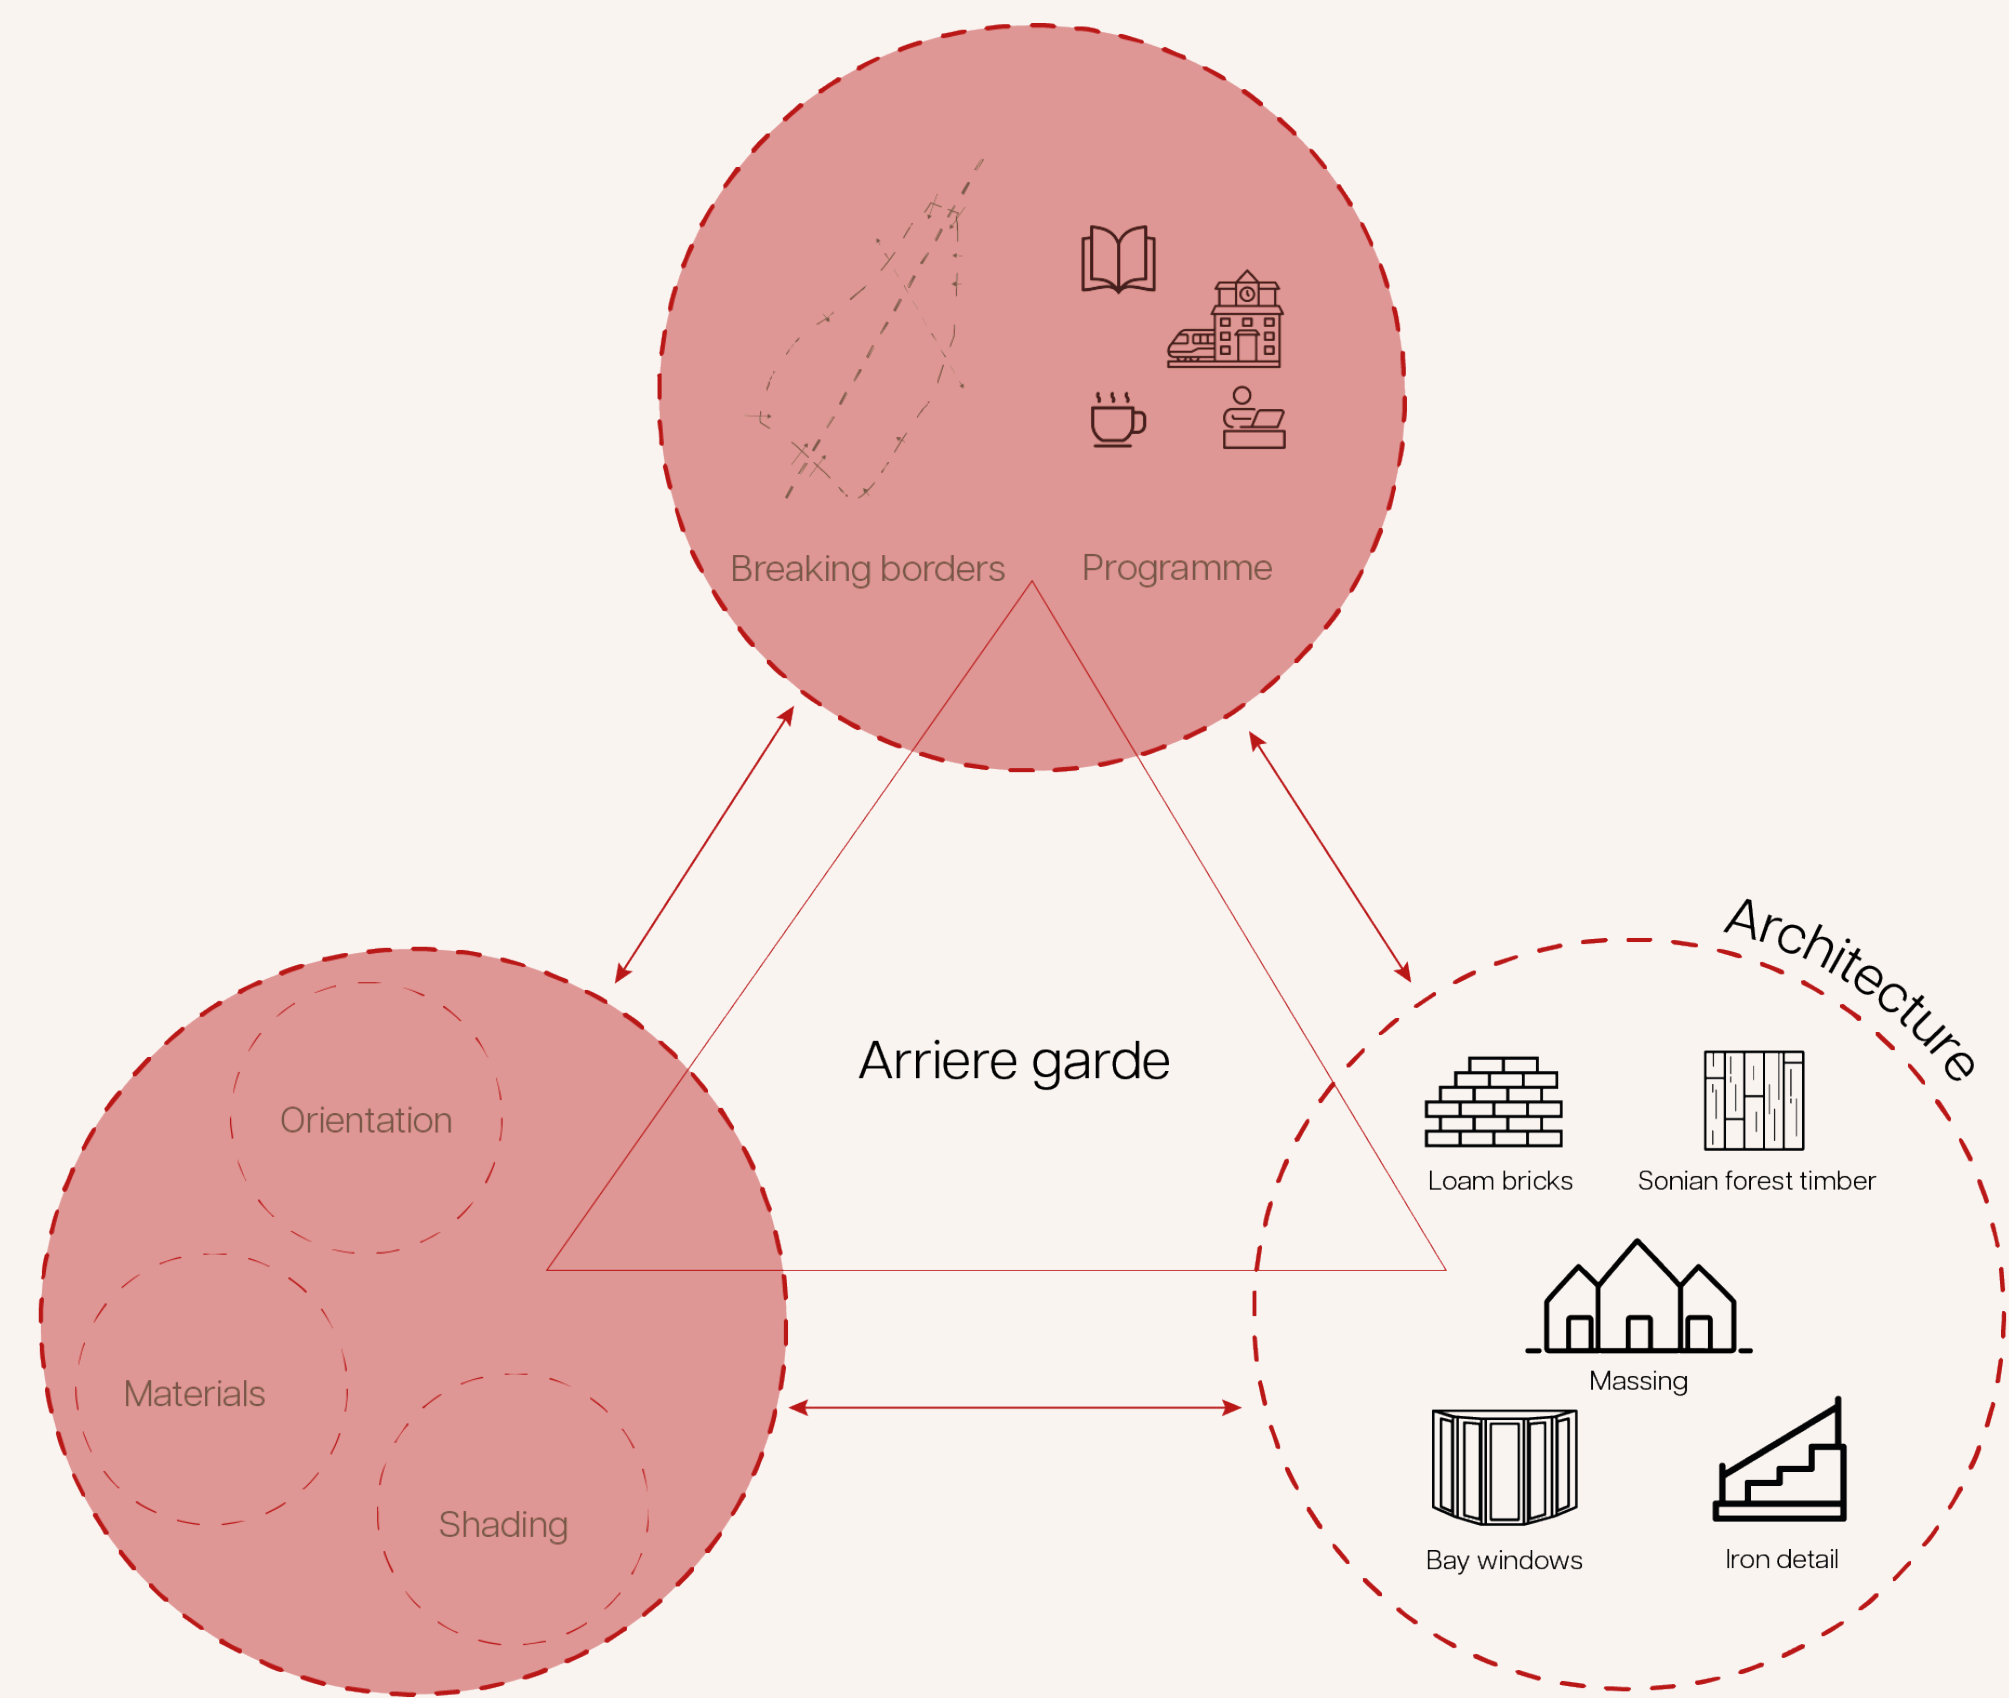 Breaking borders
Programme
Arriere garde
Architecture
Orientation
Materials
Shading
Loam bricks
Sonian forest timber
Massing
Bay windows
Iron detail